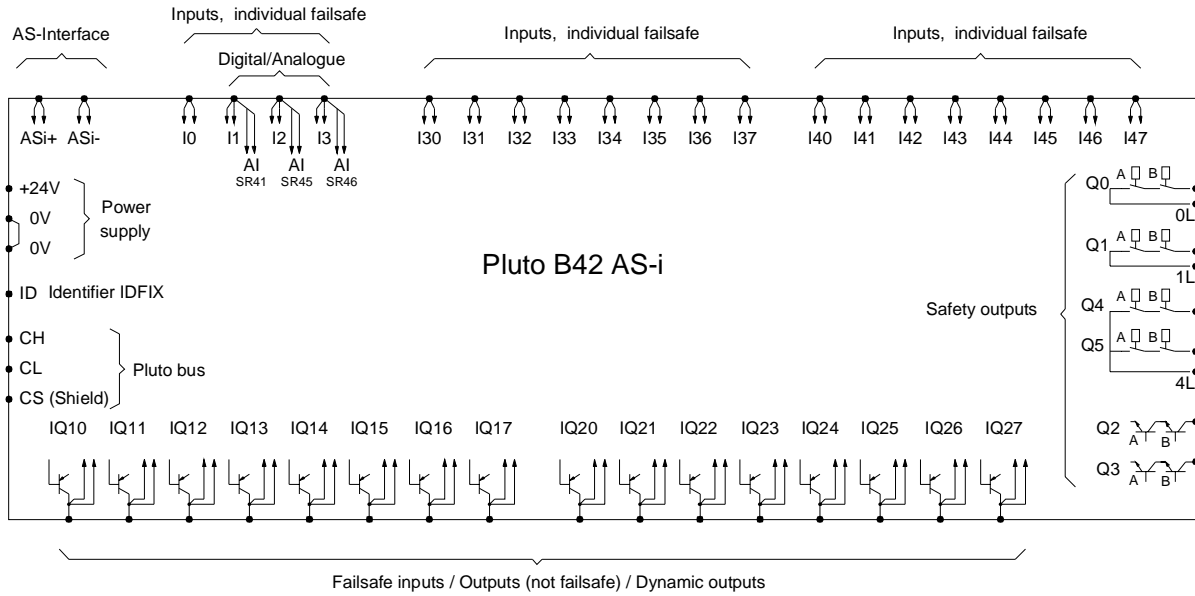 Inputs, individual failsafe
AS-Interface
Inputs, individual failsafe
Inputs, individual failsafe
Digital/Analogue
ASi+ ASi- I0 I1 I2 I3 I30 I31 I32 I33 I34 I35 I36 I37 I40 I41 I42 I43 I44 I45 I46 I47
AI AI AI
SR41 SR45 SR46
+24V
0V
0V
Power
supply
ID Identifier IDFIX
CH
CL
CS (Shield)
Pluto bus
Pluto B42 AS-i
Safety outputs
Q0 A B
0L
Q1 A B
1L
Q4 A B
Q5 A B
4L
Q2 A B
Q3 A B
IQ10 IQ11 IQ12 IQ13 IQ14 IQ15 IQ16 IQ17 IQ20 IQ21 IQ22 IQ23 IQ24 IQ25 IQ26 IQ27
Failsafe inputs / Outputs (not failsafe) / Dynamic outputs